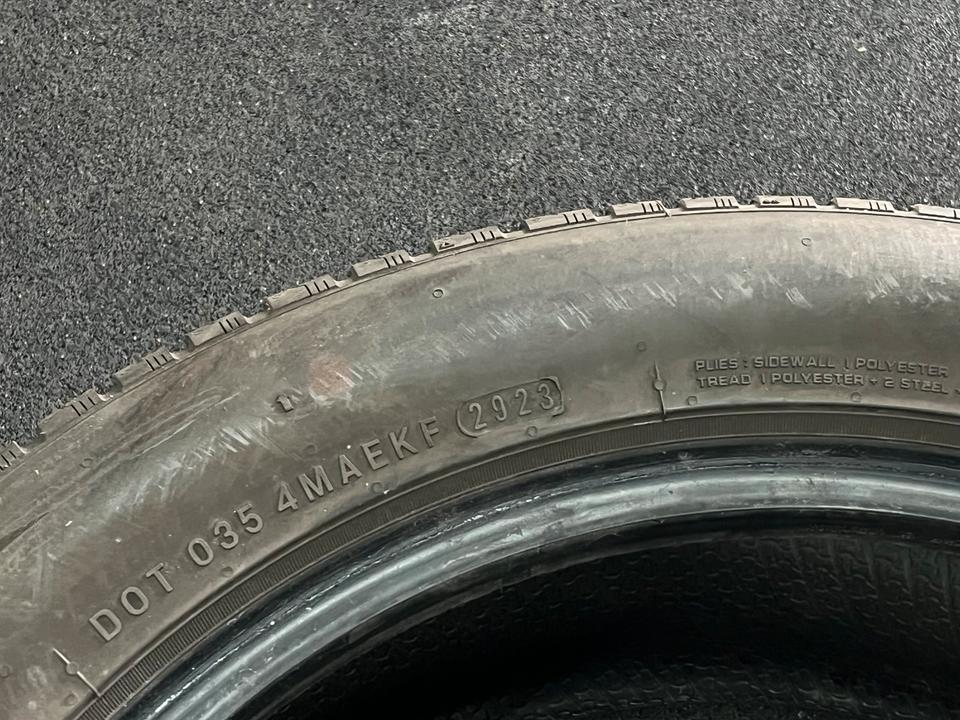 DOT 035 4MAEKF 2923
PLIES : SIDEWALL 1 POLYESTER
TREAD 1 POLYESTER + 2 STEEL +